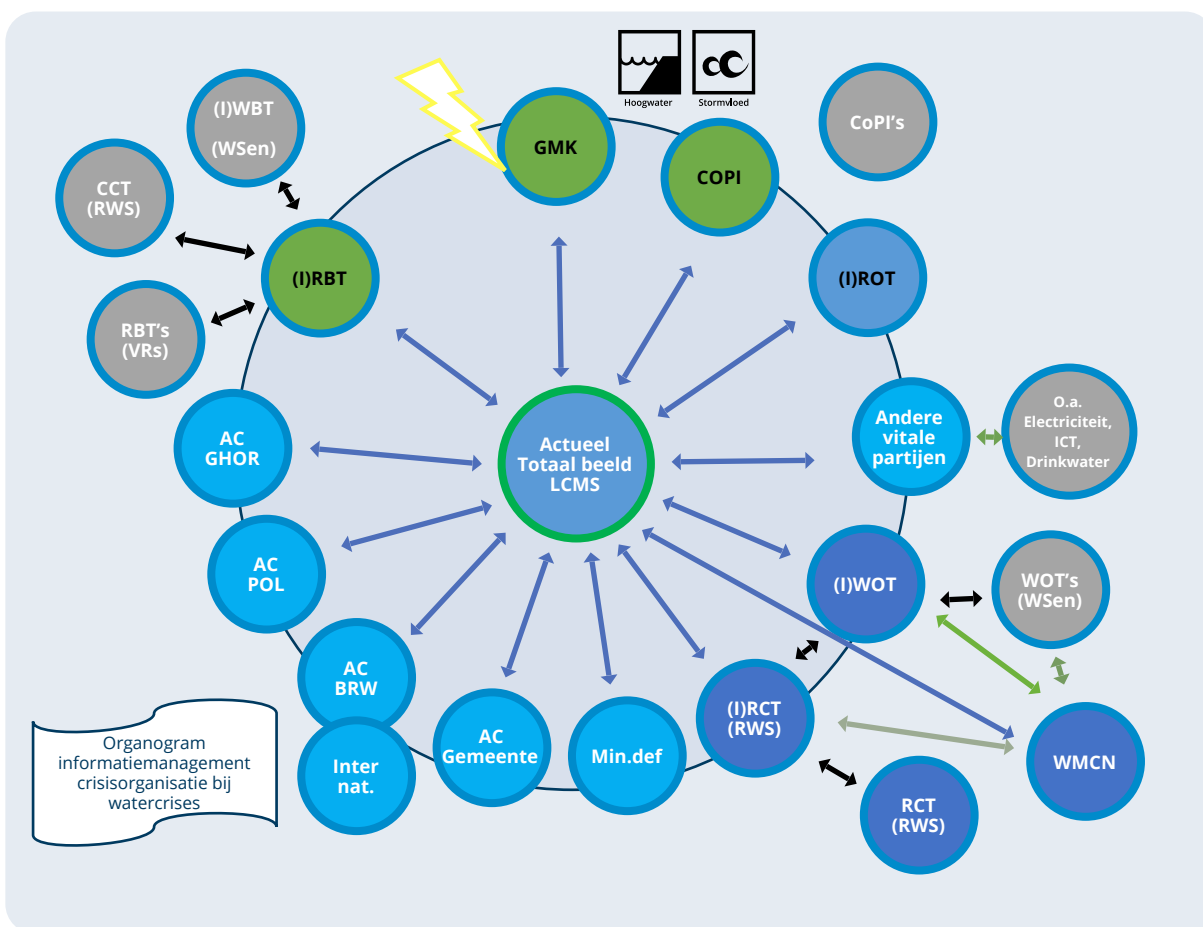 Hoogwater
Stormvloed
(I)WBT
(WSen)
CoPI's
GMK
COPI
CCT
(RWS)
(I)RBT
(I)ROT
RBT's
(VRs)
AC
GHOR
Actueel
Totaal beeld
LCMS
Andere
vitale
partijen
O.a.
Electriciteit,
ICT,
Drinkwater
AC
POL
(I)WOT
WOT's
(WSen)
AC
BRW
(I)RCT
(RWS)
AC
Gemeente
Min.def
Inter
nat.
WMCN
RCT
(RWS)
Organogram
informatiemanagement
crisisorganisatie bij
watercrises